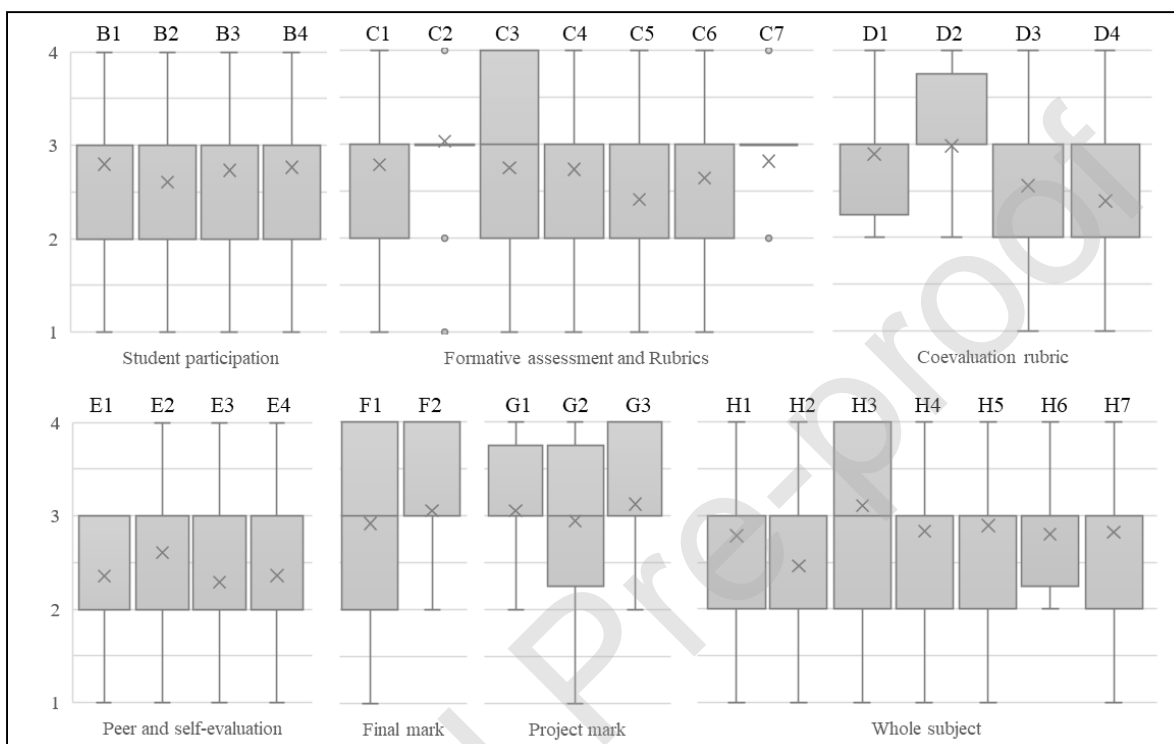 B1 B2 B3 B4 C1 C2 C3 C4 C5 C6 C7 D1 D2 D3 D4
4
3
2
1
Student participation Formative assessment and Rubrics Coevaluation rubric
E1 E2 E3 E4 F1 F2 G1 G2 G3 H1 H2 H3 H4 H5 H6 H7
4
3
2
1
Peer and self-evaluation Final mark Project mark Whole subject
Pre-proof